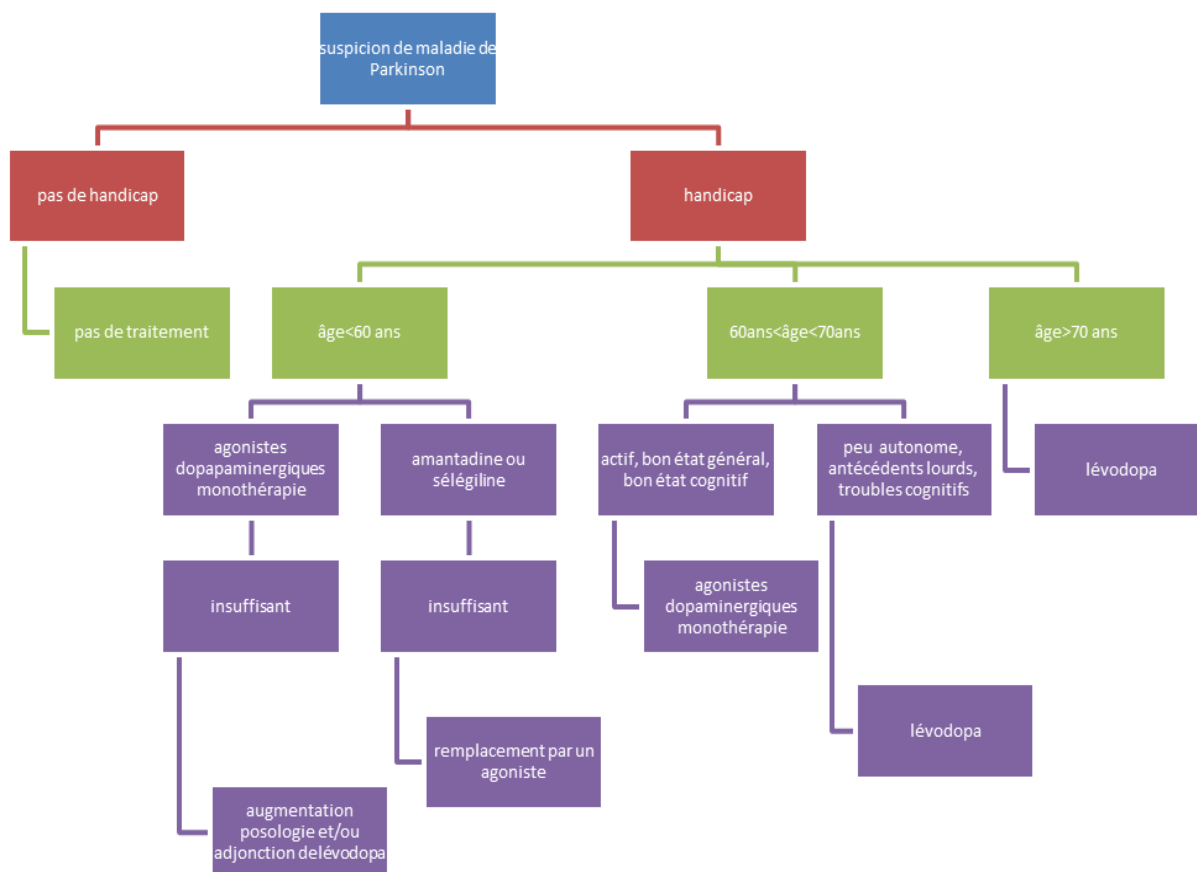 suspicion de maladie de
Parkinson
pas de handicap
handicap
pas de traitement
âge<60 ans
60ans<âge<70ans
âge>70 ans
agonistes
dopapaminergiques
monothérapie
amantadine ou
sélégiline
actif, bon état général,
bon état cognitif
peu autonome,
antécédents lourds,
troubles cognitifs
lévodopa
insuffisant
insuffisant
agonistes
dopaminergiques
monothérapie
remplacement par un
agoniste
lévodopa
augmentation
posologie et/ou
adjonction delévodopa